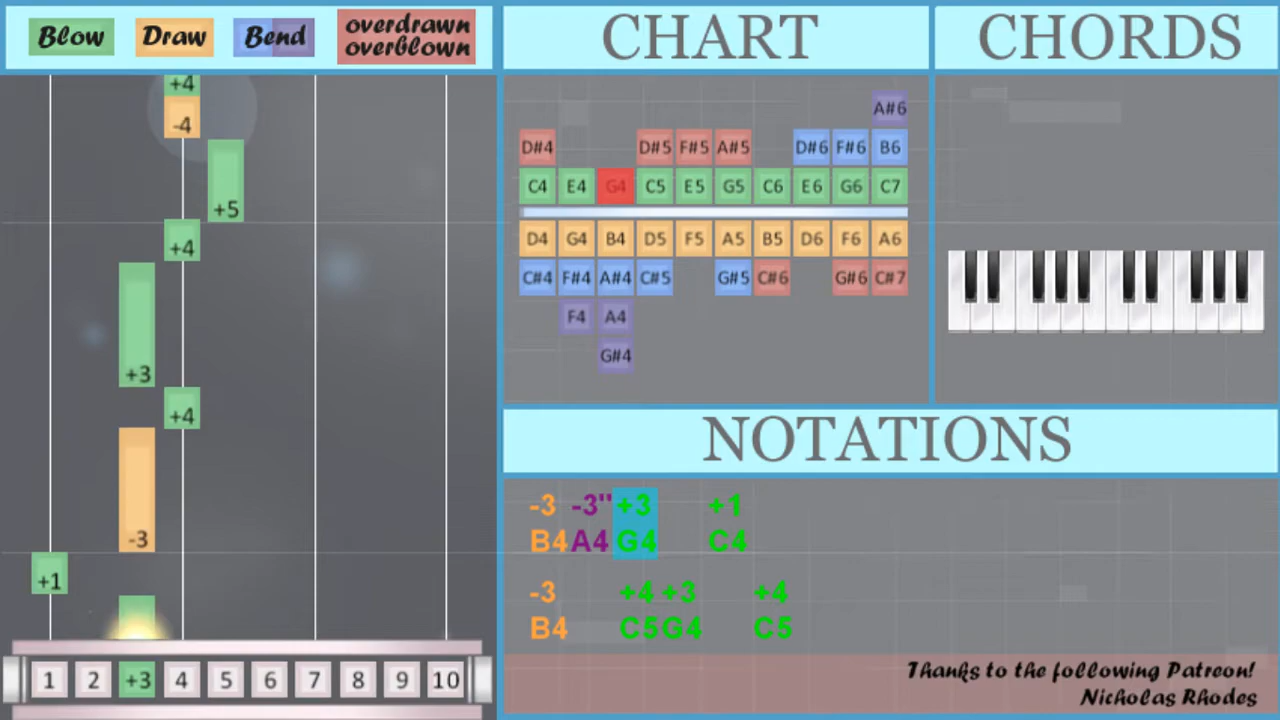 Blow Draw Bend overdrawn
overblown
CHART
CHORDS
+4
-4
+5
+4
+3
+4
-3
+1
1 2 +3 4 5 6 7 8 9 10
A#6
D#4 D#5 F#5 A#5 D#6 F#6 B6
C4 E4 G4 C5 E5 G5 C6 E6 G6 C7
D4 G4 B4 D5 F5 A5 B5 D6 F6 A6
C#4 F#4 A#4 C#5 G#5 C#6 G#6 C#7
F4 A4
G#4
NOTATIONS
-3 -3" +3 +1
B4 A4 G4 C4
-3 +4 +3 +4
B4 C5 G4 C5
Thanks to the following Patreon!
Nicholas Rhodes